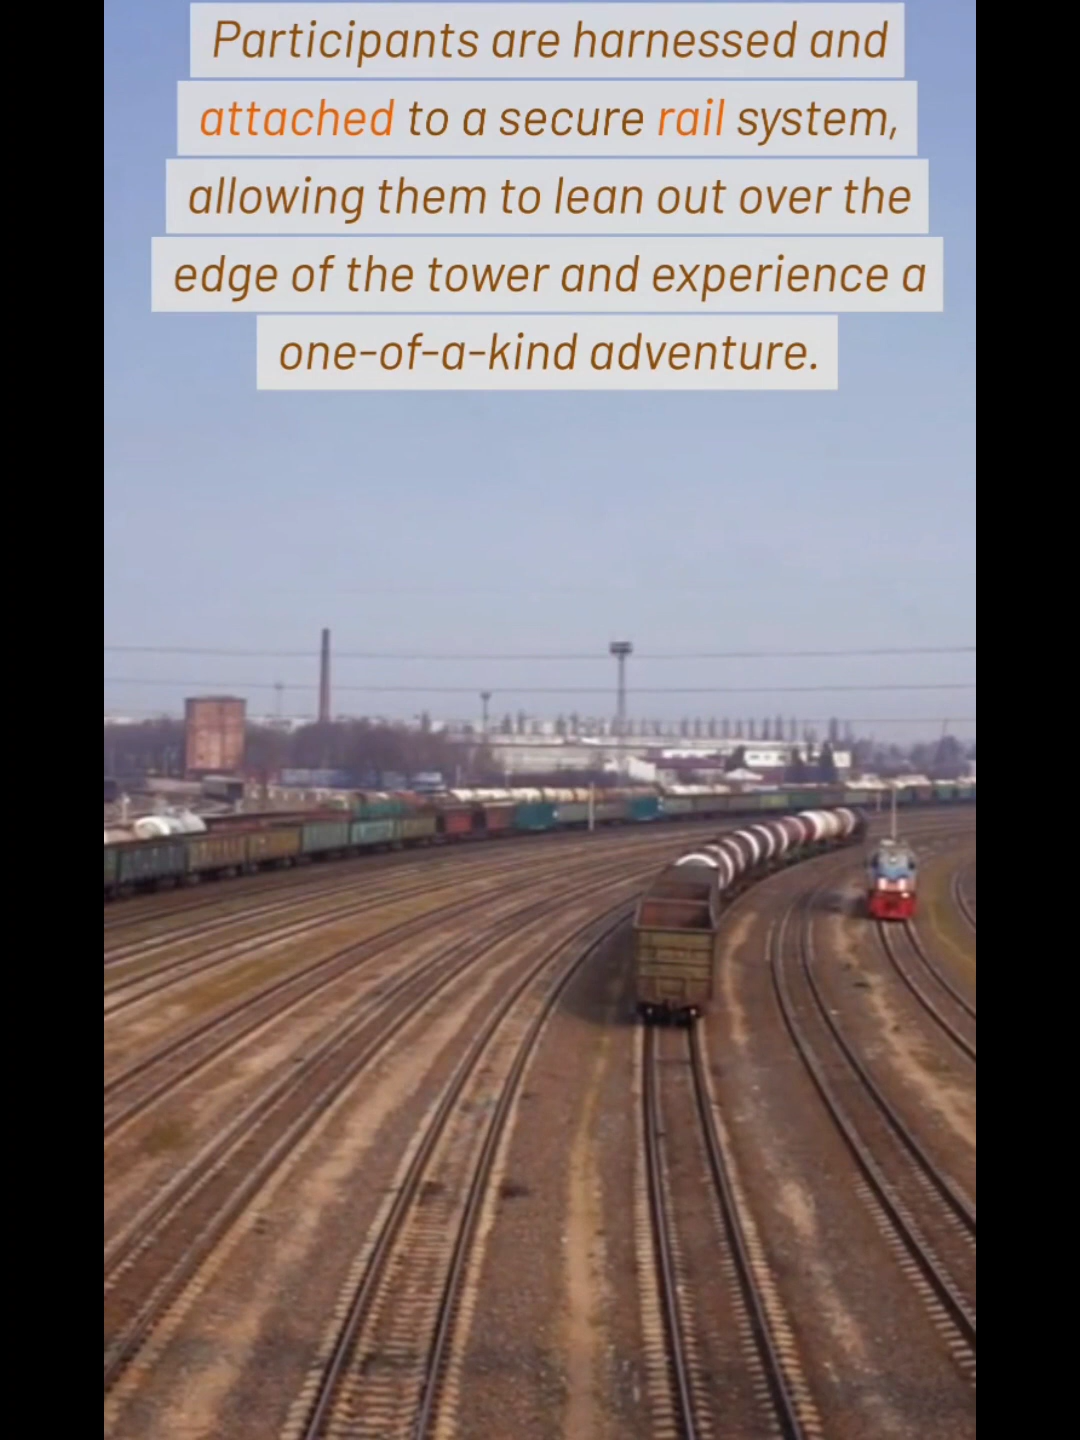 Participants are harnessed and
attached to a secure rail system,
allowing them to lean out over the
edge of the tower and experience a
one-of-a-kind adventure.